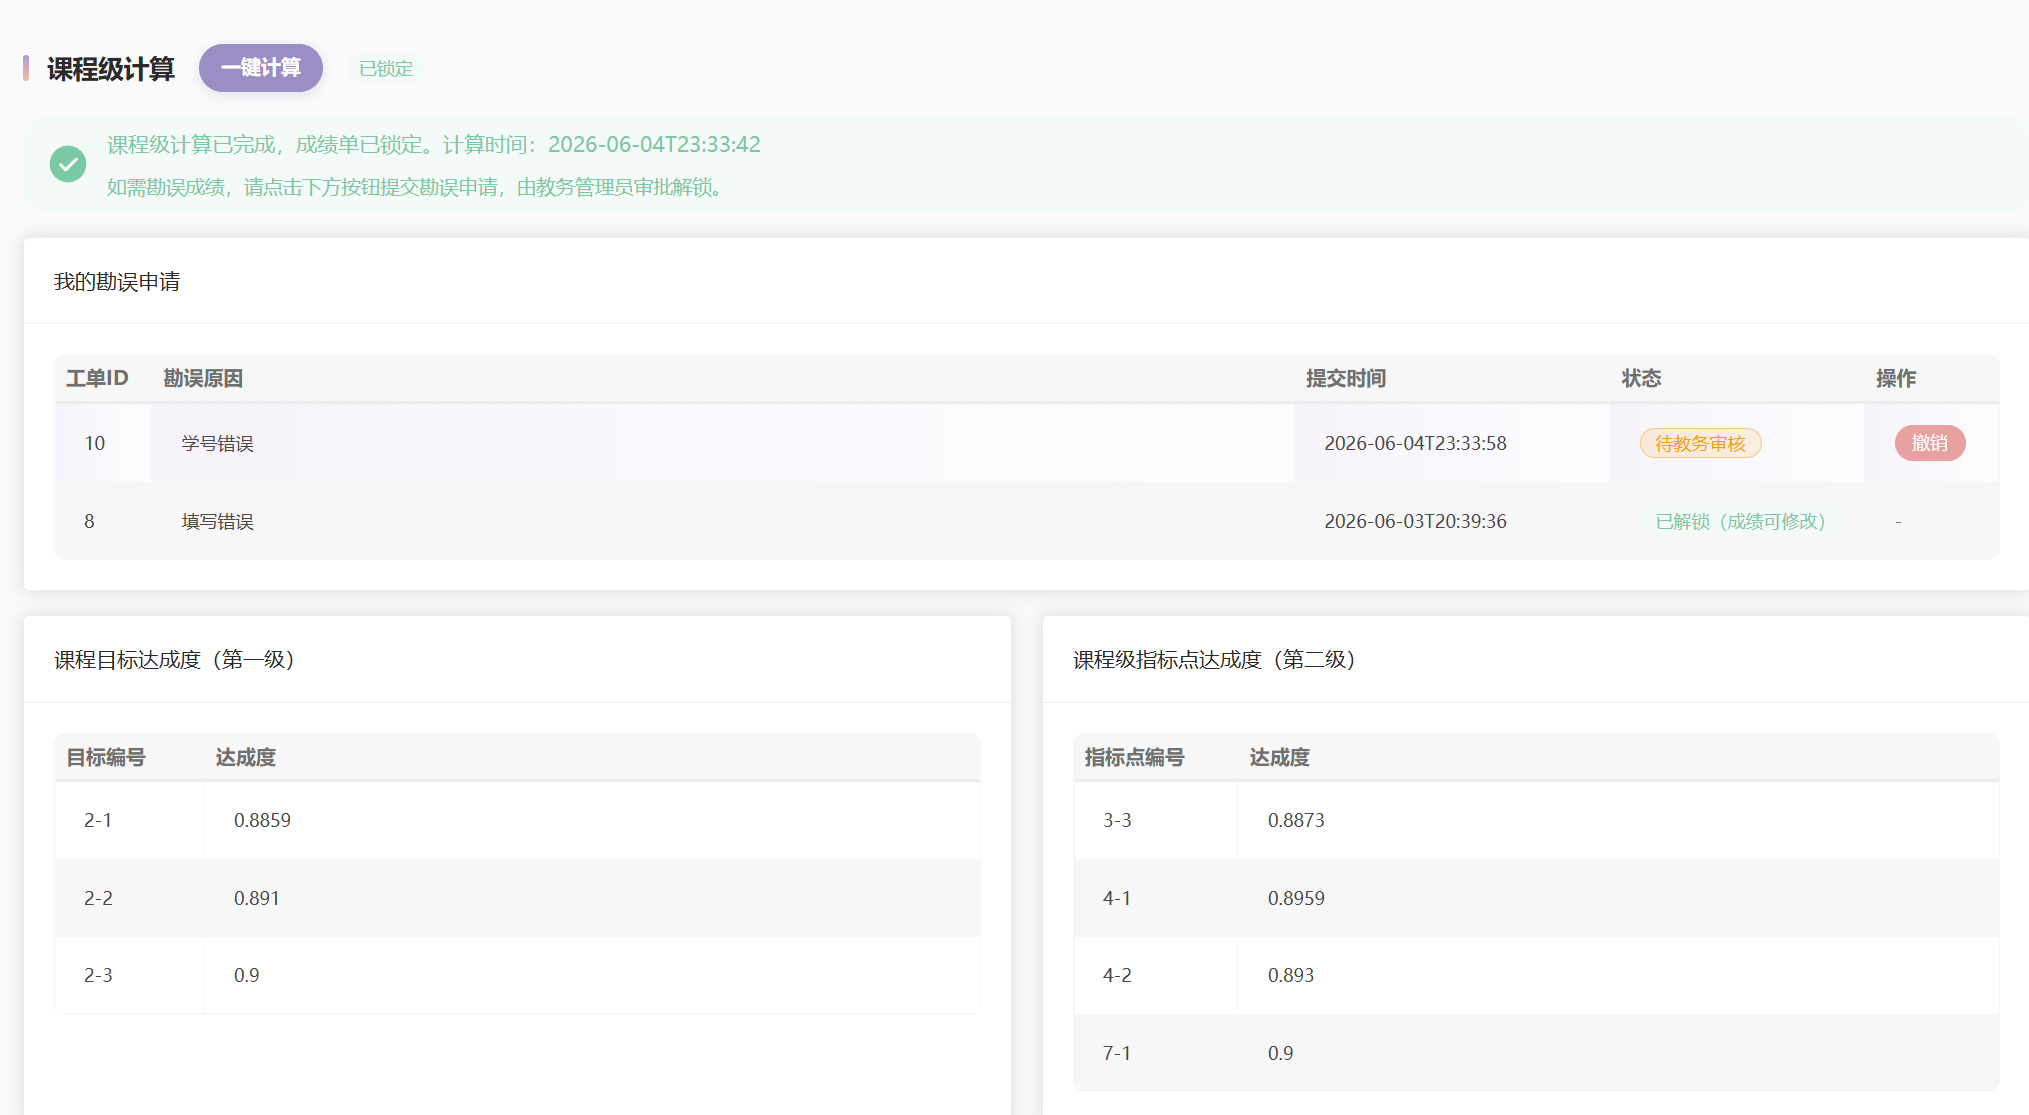 课程级计算 一键计算 已锁定
课程级计算已完成，成绩单已锁定。计算时间：2026-06-04T23:33:42
如需勘误成绩，请点击下方按钮提交勘误申请，由教务管理员审批解锁。
我的勘误申请
工单ID 勘误原因 提交时间 状态 操作
10 学号错误 2026-06-04T23:33:58 待教务审核 撤销
8 填写错误 2026-06-03T20:39:36 已解锁（成绩可修改） -
课程目标达成度（第一级）
目标编号 达成度
2-1 0.8859
2-2 0.891
2-3 0.9
课程级指标点达成度（第二级）
指标点编号 达成度
3-3 0.8873
4-1 0.8959
4-2 0.893
7-1 0.9